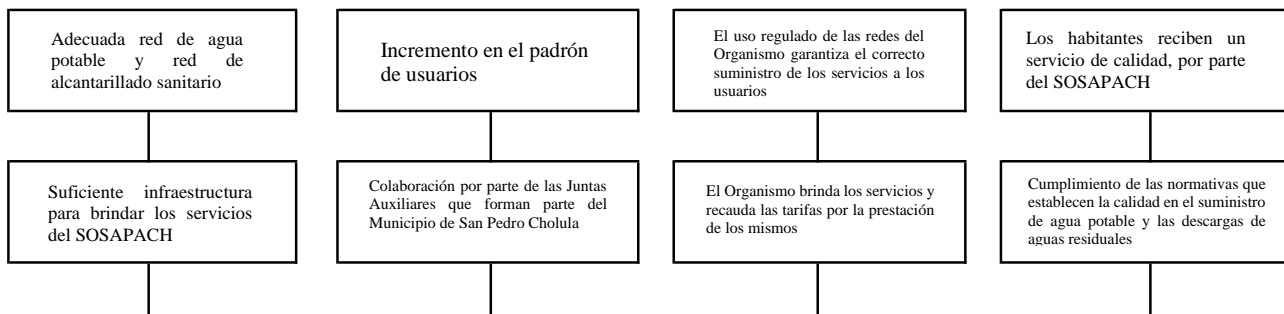 Adecuada red de agua
potable y red de
alcantarillado sanitario
Incremento en el padrón
de usuarios
El uso regulado de las redes del
Organismo garantiza el correcto
suministro de los servicios a los
usuarios
Los habitantes reciben un
servicio de calidad, por parte
del SOSAPACH
Suficiente infraestructura
para brindar los servicios
del SOSAPACH
Colaboración por parte de las Juntas
Auxiliares que forman parte del
Municipio de San Pedro Cholula
El Organismo brinda los servicios y
recauda las tarifas por la prestación
de los mismos
Cumplimiento de las normativas que
establecen la calidad en el suministro
de agua potable y las descargas de
aguas residuales